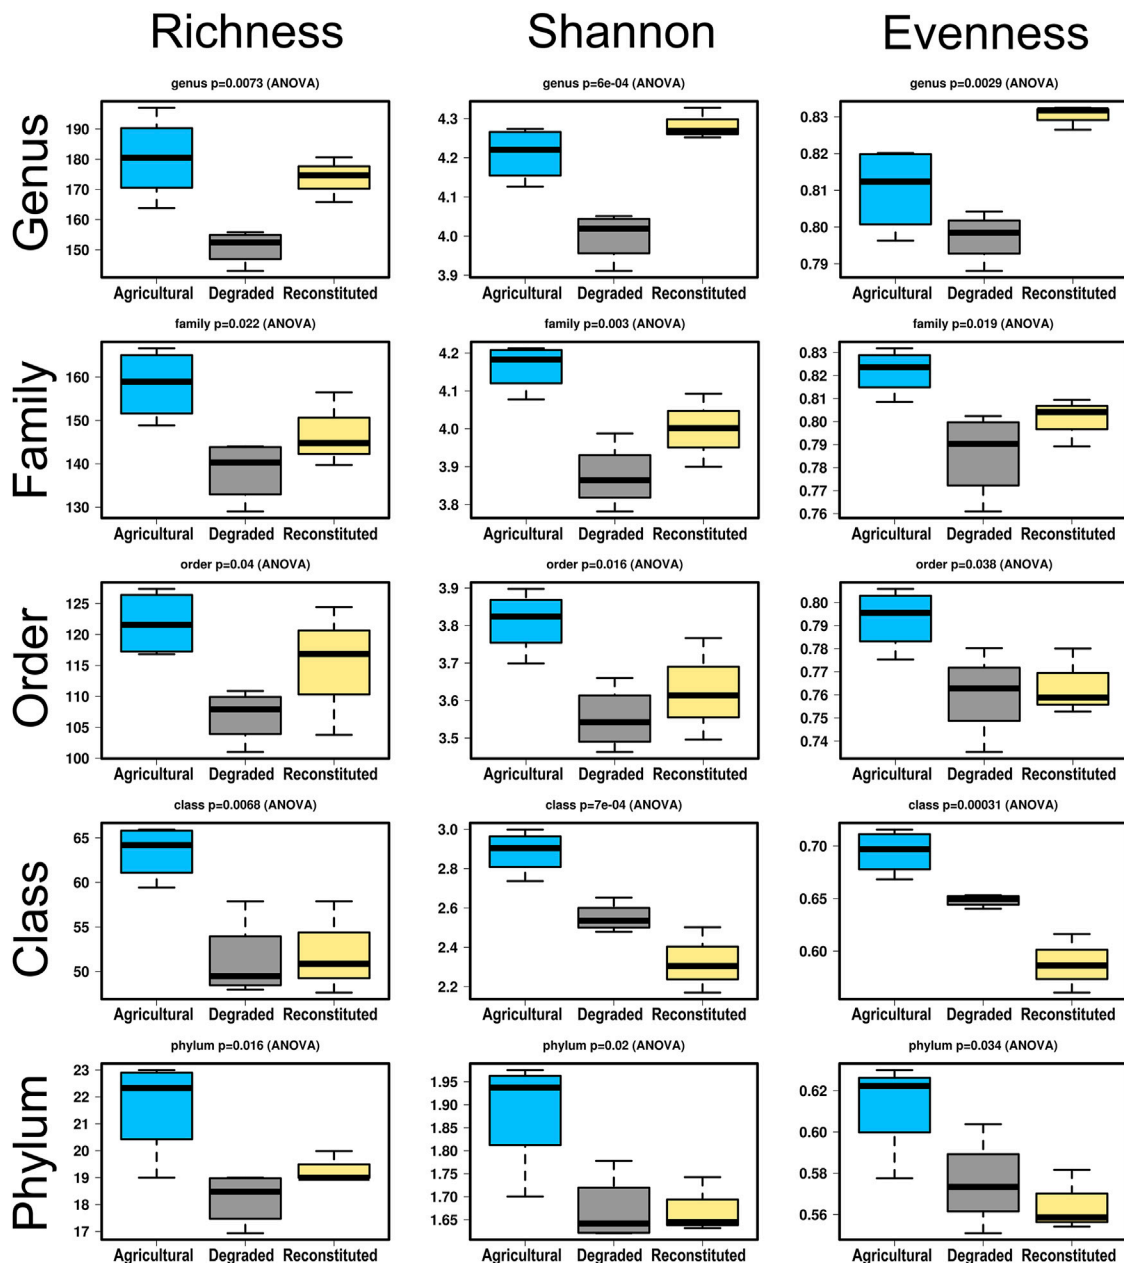 Richness Shannon Evenness
Genus
genus p=0.0073 (ANOVA)
190
180
170
160
150
Agricultural Degraded Reconstituted
genus p=6e-04 (ANOVA)
4.3
4.2
4.1
4.0
3.9
Agricultural Degraded Reconstituted
genus p=0.0029 (ANOVA)
0.83
0.82
0.81
0.80
0.79
Agricultural Degraded Reconstituted
Family
family p=0.022 (ANOVA)
160
150
140
130
Agricultural Degraded Reconstituted
family p=0.003 (ANOVA)
4.2
4.1
4.0
3.9
3.8
Agricultural Degraded Reconstituted
family p=0.019 (ANOVA)
0.83
0.82
0.80
0.79
0.78
0.77
0.76
Agricultural Degraded Reconstituted
Order
order p=0.04 (ANOVA)
125
120
115
110
105
100
Agricultural Degraded Reconstituted
order p=0.016 (ANOVA)
3.9
3.8
3.7
3.6
3.5
Agricultural Degraded Reconstituted
order p=0.038 (ANOVA)
0.80
0.79
0.77
0.76
0.75
0.74
Agricultural Degraded Reconstituted
Class
class p=0.0068 (ANOVA)
65
60
55
50
Agricultural Degraded Reconstituted
class p=7e-04 (ANOVA)
3.0
2.8
2.6
2.4
2.2
Agricultural Degraded Reconstituted
class p=0.00031 (ANOVA)
0.70
0.65
0.60
Agricultural Degraded Reconstituted
Phylum
phylum p=0.016 (ANOVA)
23
22
21
20
19
18
17
Agricultural Degraded Reconstituted
phylum p=0.02 (ANOVA)
1.95
1.90
1.85
1.80
1.75
1.70
1.65
Agricultural Degraded Reconstituted
phylum p=0.034 (ANOVA)
0.62
0.60
0.58
0.56
Agricultural Degraded Reconstituted